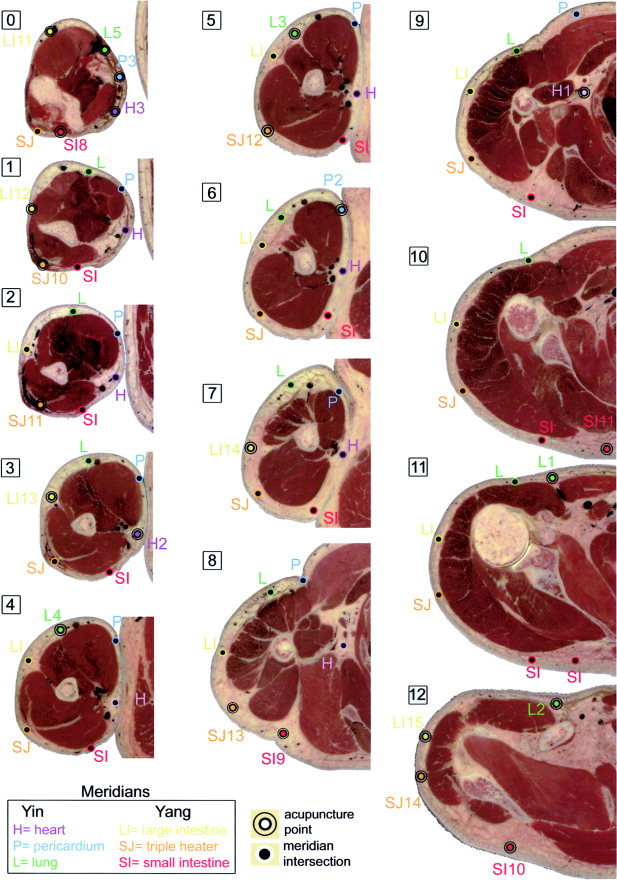 0
LI11
L5
P3
H3
SJ
SI8
1
L
P
LI12
H
SJ10
SI
2
L
P
LI
H
SJ11
SI
3
L
P
LI13
H2
SJ
SI
4
L4
P
LI
H
SJ
SI
5
P
L3
LI
H
SJ12
SI
6
P2
L
LI
H
SJ
SI
7
L
P
LI14
H
SJ
SI
8
P
L
LI
H
SJ13
SI9
9
P
L
LI
H1
SJ
SI
10
L
LI
SJ
SI
SI11
11
L
L1
LI
SJ
SI
SI
12
L2
LI15
SJ14
SI10
Meridians
Yin Yang
H= heart LI= large intestine
P= pericardium SJ= triple heater
L= lung SI= small intestine
acupuncture
point
meridian
intersection